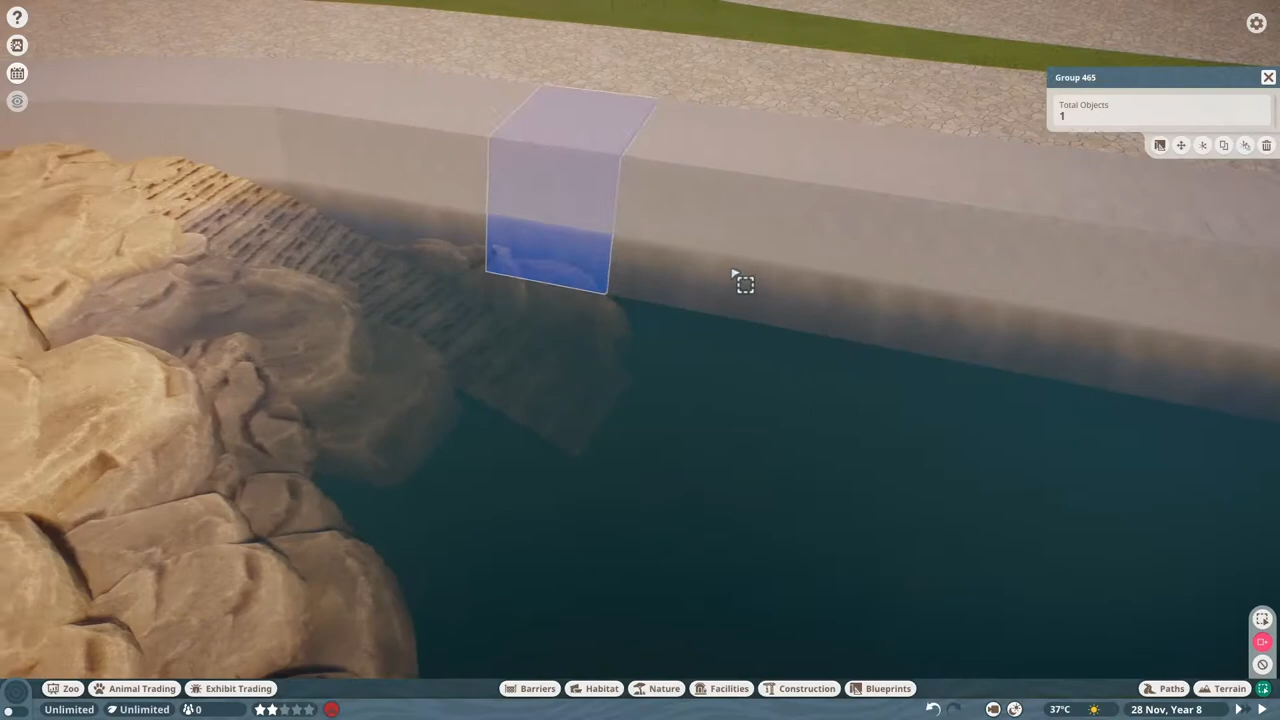 ?
Group 465
Total Objects
1
Zoo
Animal Trading
Exhibit Trading
Barriers
Habitat
Nature
Facilities
Construction
Blueprints
Paths
Terrain
Unlimited
Unlimited
0
37°C
28 Nov, Year 8